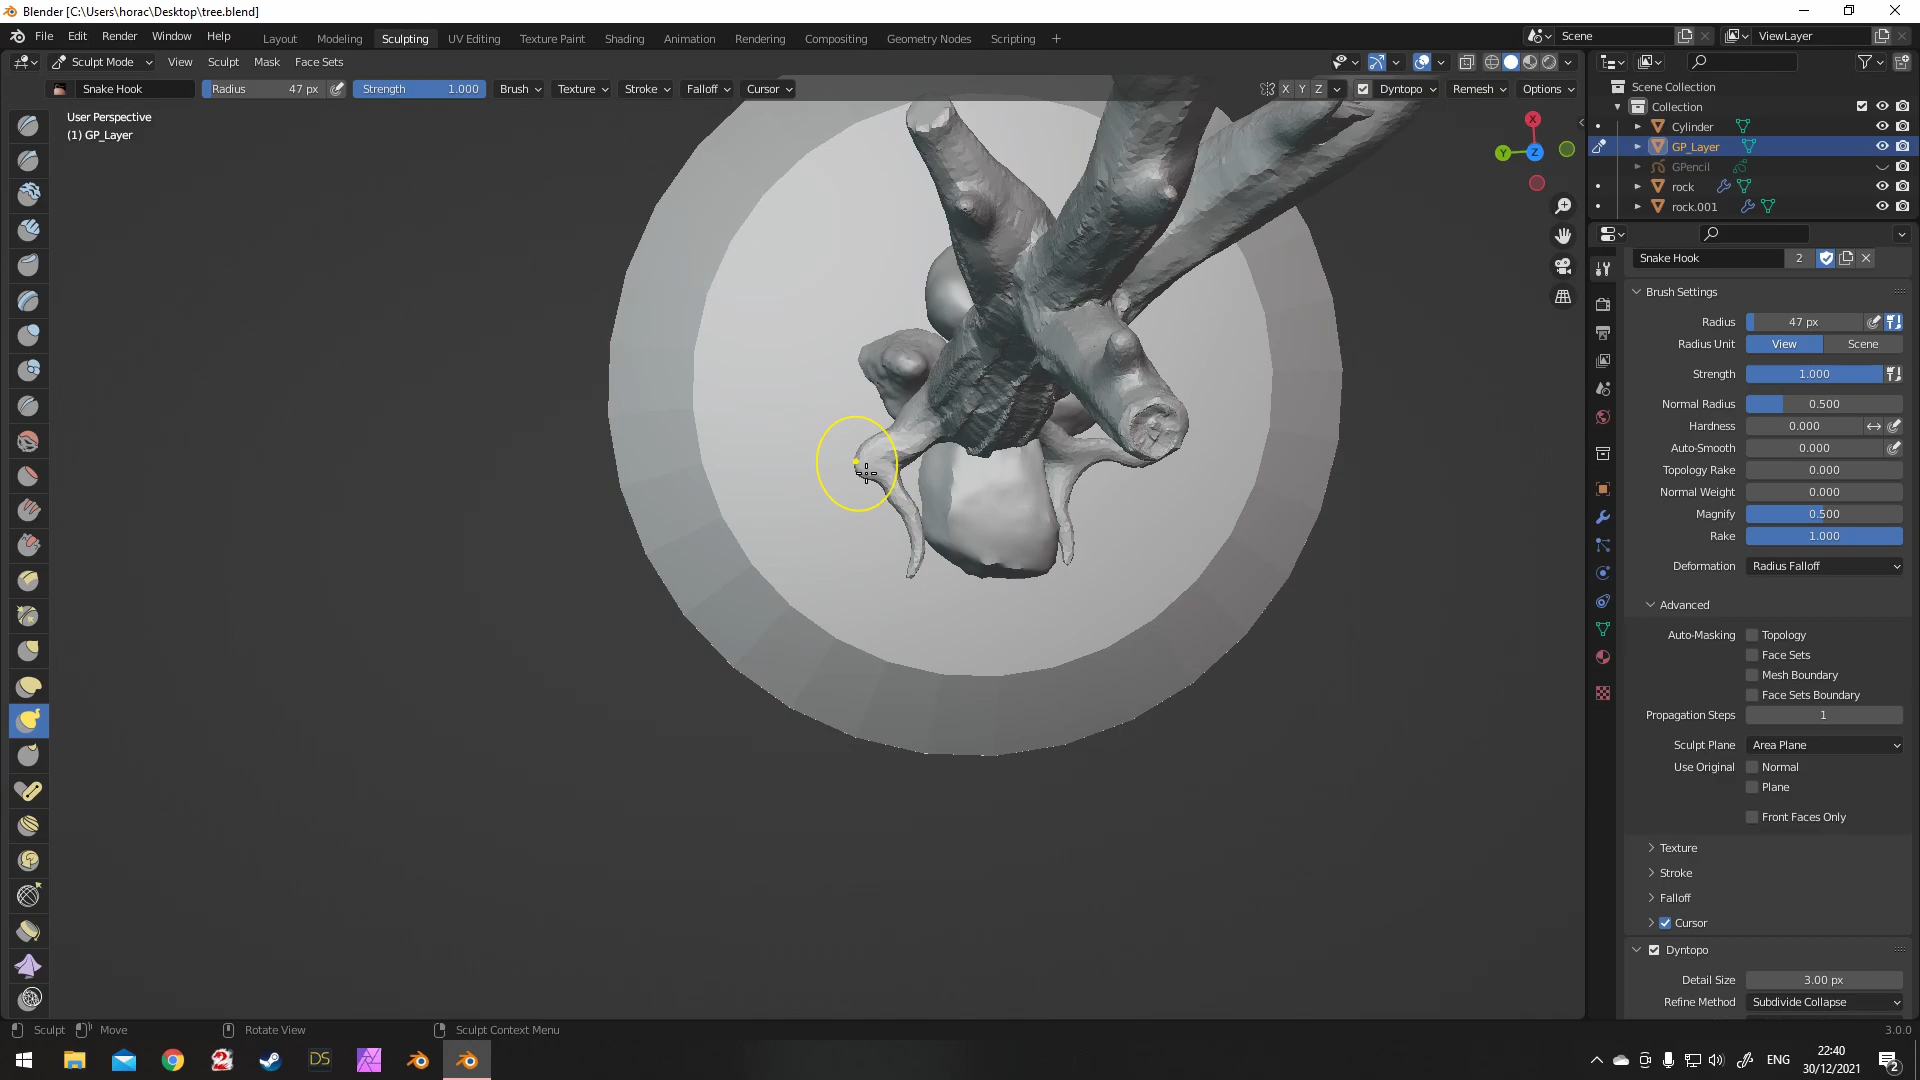 Blender [C:\Users\horac\Desktop\tree.blend]
File Edit Render Window Help
Layout Modeling Sculpting UV Editing Texture Paint Shading Animation Rendering Compositing Geometry Nodes Scripting +
Scene
ViewLayer
Sculpt Mode View Sculpt Mask Face Sets
Snake Hook Radius 47 px Strength 1.000 Brush Texture Stroke Falloff Cursor
X Y Z Dyntopo Remesh Options
User Perspective
(1) GP_Layer
X
Y
Z
Scene Collection
Collection
Cylinder
GP_Layer
GPencil
rock
rock.001
Snake Hook 2
Brush Settings
Radius 47 px
Radius Unit View Scene
Strength 1.000
Normal Radius 0.500
Hardness 0.000
Auto-Smooth 0.000
Topology Rake 0.000
Normal Weight 0.000
Magnify 0.500
Rake 1.000
Deformation Radius Falloff
Advanced
Auto-Masking Topology
Face Sets
Mesh Boundary
Face Sets Boundary
Propagation Steps 1
Sculpt Plane Area Plane
Use Original Normal
Plane
Front Faces Only
Texture
Stroke
Falloff
Cursor
Dyntopo
Detail Size 3.00 px
Refine Method Subdivide Collapse
Sculpt Move Rotate View Sculpt Context Menu
3.0.0
DS
ENG
22:40
30/12/2021
2